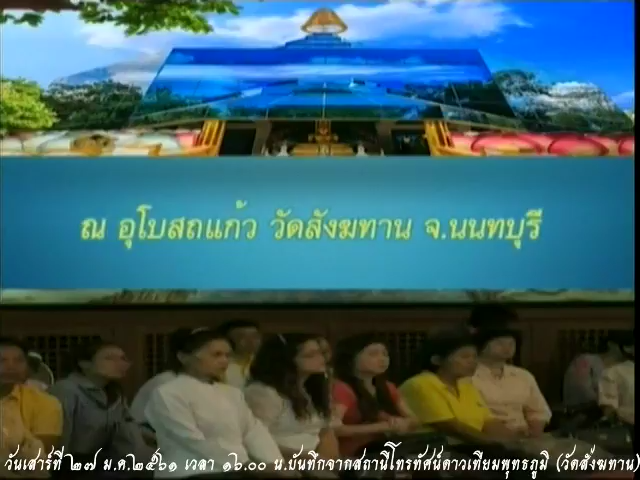 ณ อุโบสถแก้ว วัดสังฆทาน จ.นนทบุรี
วันเสาร์ที่ ๒๗ ม.ค.๒๕๖๑ เวลา ๑๖.๐๐ น.บันทึกจากสถานีโทรทัศน์ดาวเทียมพุทธภูมิ (วัดสังฆทาน)